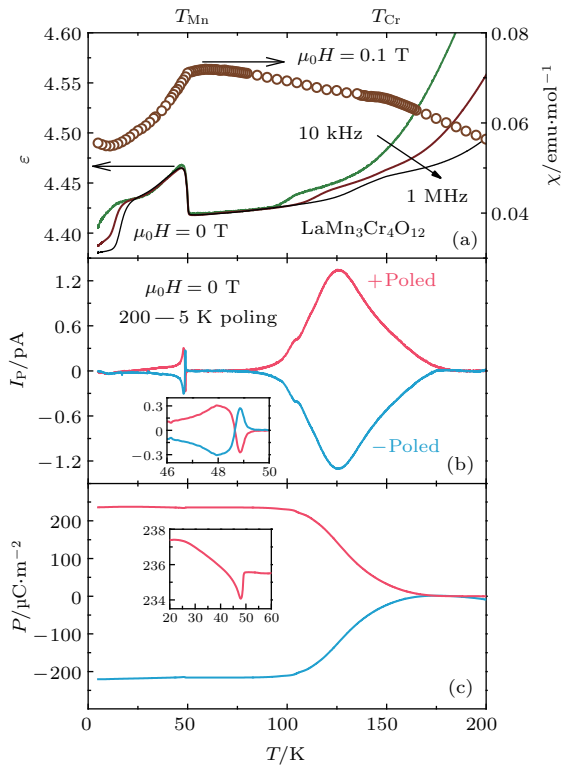 T_Mn T_Cr
4.60
4.55
4.50
4.45
4.40
ε
0.08
0.06
0.04
χ/emu·mol⁻¹
μ₀H = 0.1 T
10 kHz
1 MHz
μ₀H = 0 T
LaMn₃Cr₄O₁₂
(a)
1.2
0.6
0
−0.6
−1.2
I_P/pA
μ₀H = 0 T
200 — 5 K poling
+Poled
−Poled
0.3
0
−0.3
46 48 50
(b)
200
100
0
−100
−200
P/μC·m⁻²
238
236
234
20 30 40 50 60
(c)
0 50 100 150 200
T/K